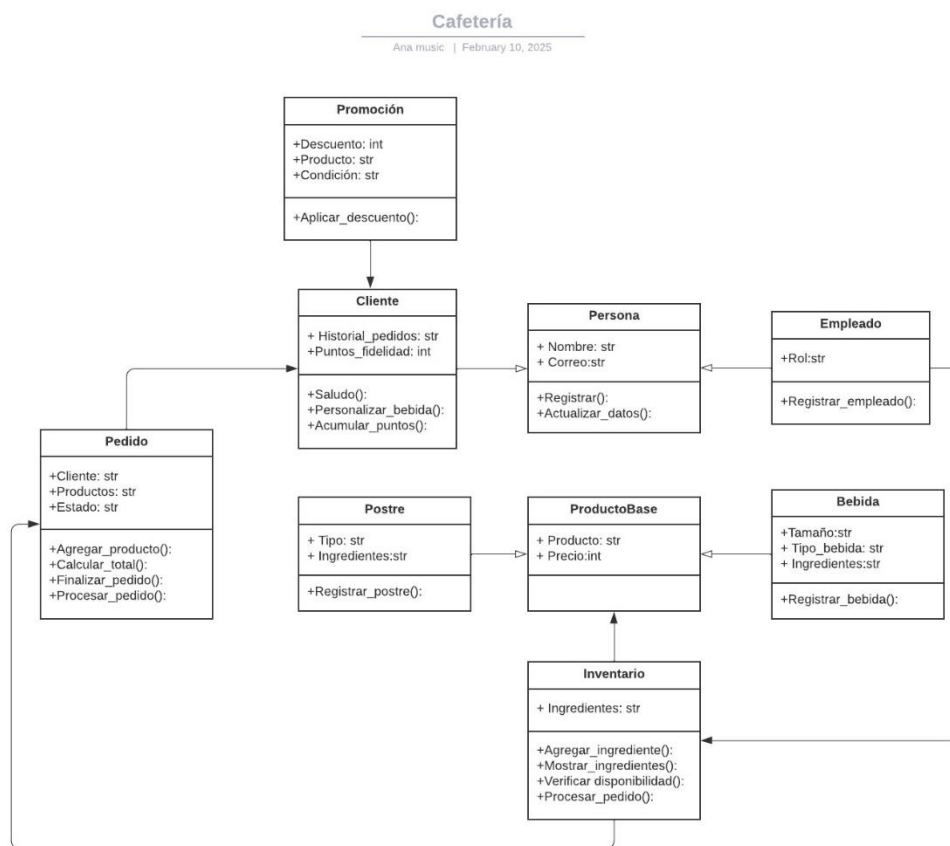 Cafetería
Ana music | February 10, 2025
Promoción
+Descuento: int
+Producto: str
+Condición: str
+Aplicar_descuento():
Cliente
+ Historial_pedidos: str
+Puntos_fidelidad: int
+Saludo():
+Personalizar_bebida():
+Acumular_puntos():
Persona
+ Nombre: str
+ Correo:str
+Registrar():
+Actualizar_datos():
Empleado
+Rol:str
+Registrar_empleado():
Pedido
+Cliente: str
+Productos: str
+Estado: str
+Agregar_producto():
+Calcular_total():
+Finalizar_pedido():
+Procesar_pedido():
Postre
+ Tipo: str
+ Ingredientes:str
+Registrar_postre():
ProductoBase
+ Producto: str
+ Precio:int
Bebida
+Tamaño:str
+ Tipo_bebida: str
+ Ingredientes:str
+Registrar_bebida():
Inventario
+ Ingredientes: str
+Agregar_ingrediente():
+Mostrar_ingredientes():
+Verificar disponibilidad():
+Procesar_pedido():